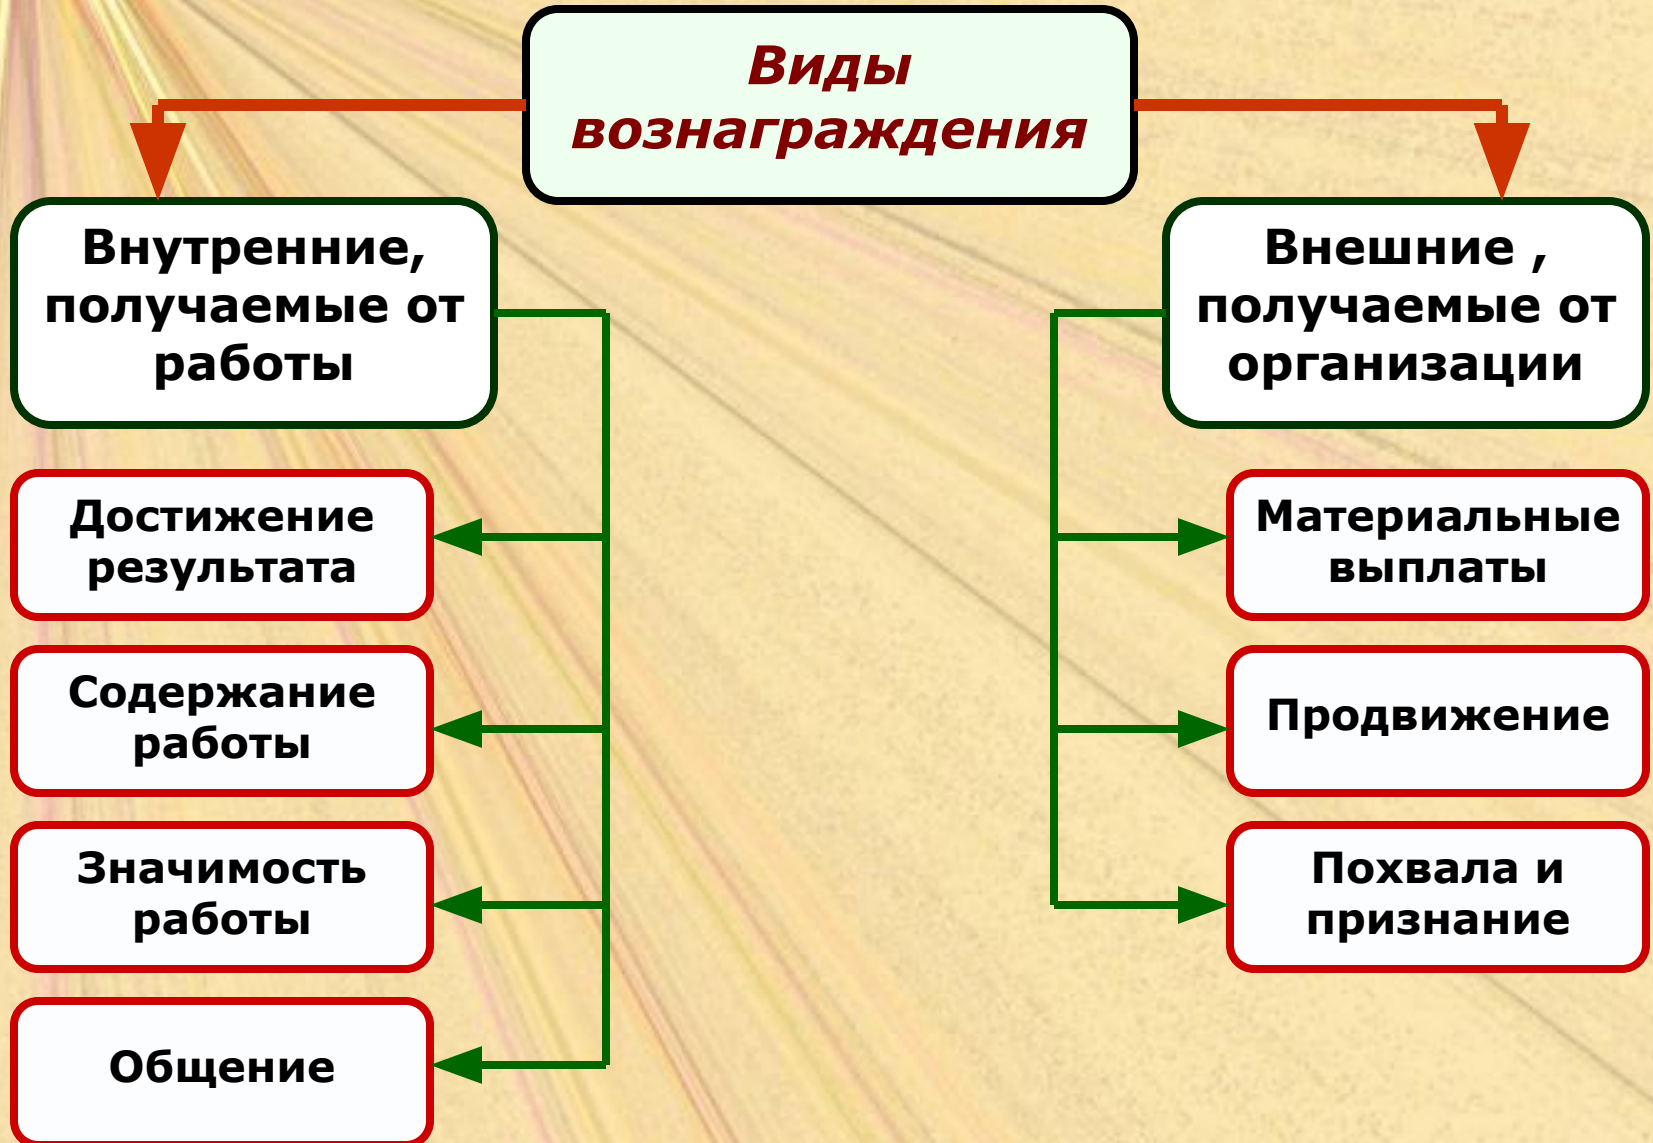 Виды
вознаграждения
Внутренние,
получаемые от
работы
Достижение
результата
Содержание
работы
Значимость
работы
Общение
Внешние ,
получаемые от
организации
Материальные
выплаты
Продвижение
Похвала и
признание